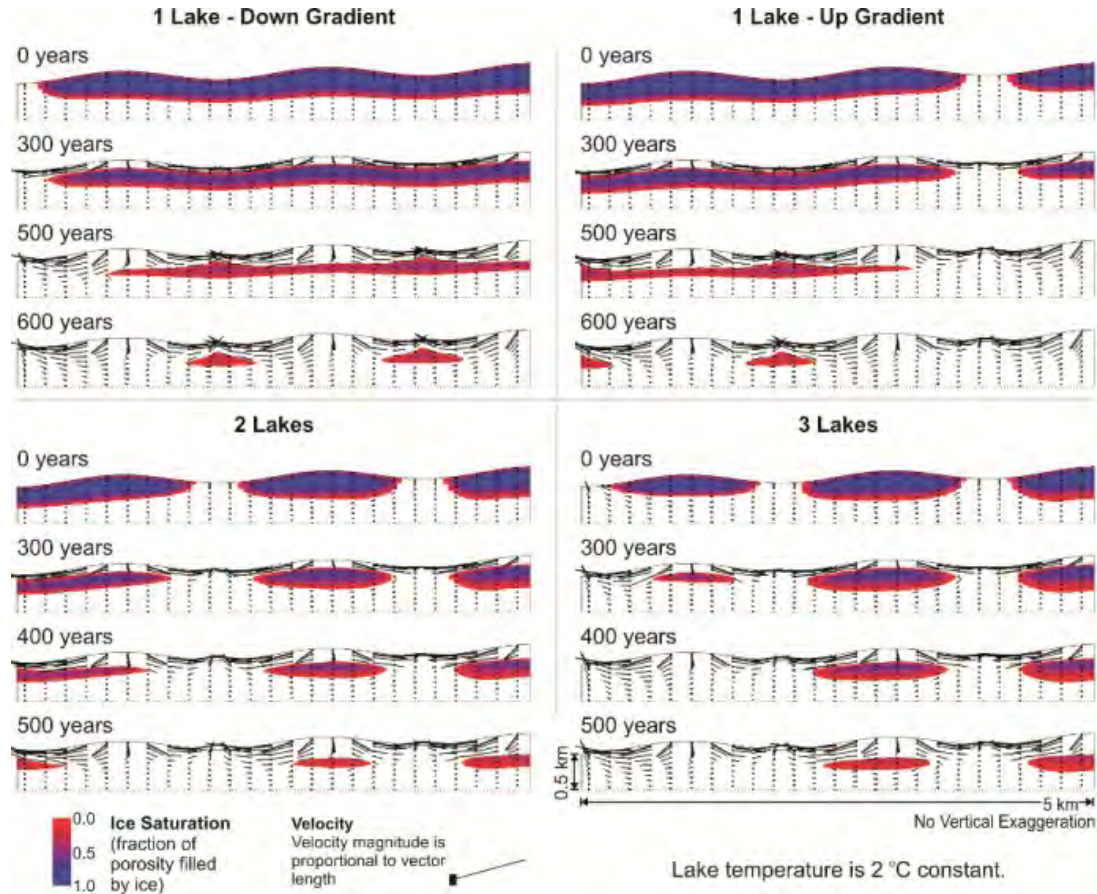 1 Lake - Down Gradient
0 years
300 years
500 years
600 years
1 Lake - Up Gradient
0 years
300 years
500 years
600 years
2 Lakes
0 years
300 years
400 years
500 years
3 Lakes
0 years
300 years
400 years
500 years
0.5 km
5 km
No Vertical Exaggeration
0.0
0.5
1.0
Ice Saturation
(fraction of
porosity filled
by ice)
Velocity
Velocity magnitude is
proportional to vector
length
Lake temperature is 2 °C constant.